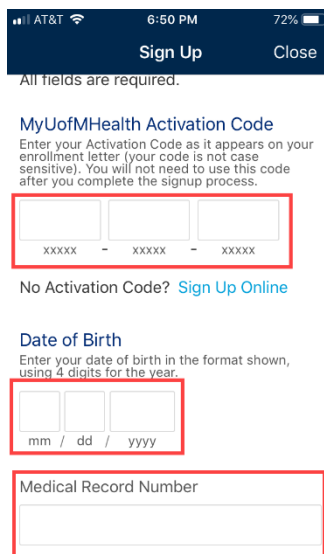 AT&T 6:50 PM 72%
Sign Up Close
All fields are required.
MyUofMHealth Activation Code
Enter your Activation Code as it appears on your
enrollment letter (your code is not case
sensitive). You will not need to use this code
after you complete the signup process.
xxxxx - xxxxx - xxxxx
No Activation Code? Sign Up Online
Date of Birth
Enter your date of birth in the format shown,
using 4 digits for the year.
mm / dd / yyyy
Medical Record Number